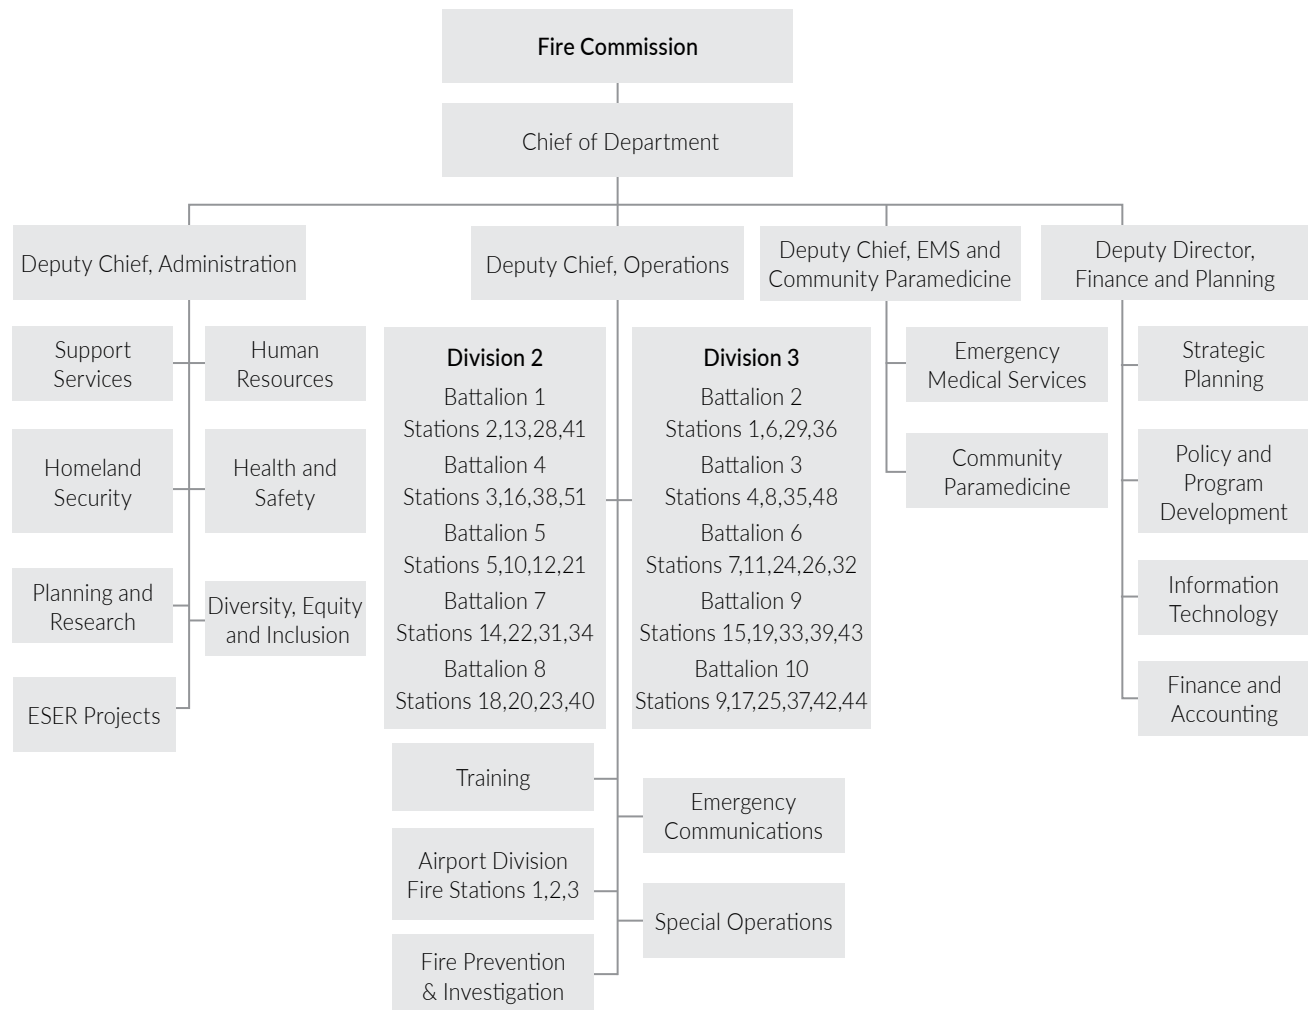 Fire Commission
Chief of Department
Deputy Chief, Administration
Support
Services
Human
Resources
Homeland
Security
Health and
Safety
Planning and
Research
Diversity, Equity
and Inclusion
ESER Projects
Deputy Chief, Operations
Division 2
Battalion 1
Stations 2,13,28,41
Battalion 4
Stations 3,16,38,51
Battalion 5
Stations 5,10,12,21
Battalion 7
Stations 14,22,31,34
Battalion 8
Stations 18,20,23,40
Division 3
Battalion 2
Stations 1,6,29,36
Battalion 3
Stations 4,8,35,48
Battalion 6
Stations 7,11,24,26,32
Battalion 9
Stations 15,19,33,39,43
Battalion 10
Stations 9,17,25,37,42,44
Training
Emergency
Communications
Airport Division
Fire Stations 1,2,3
Special Operations
Fire Prevention
& Investigation
Deputy Chief, EMS and
Community Paramedicine
Emergency
Medical Services
Community
Paramedicine
Deputy Director,
Finance and Planning
Strategic
Planning
Policy and
Program
Development
Information
Technology
Finance and
Accounting